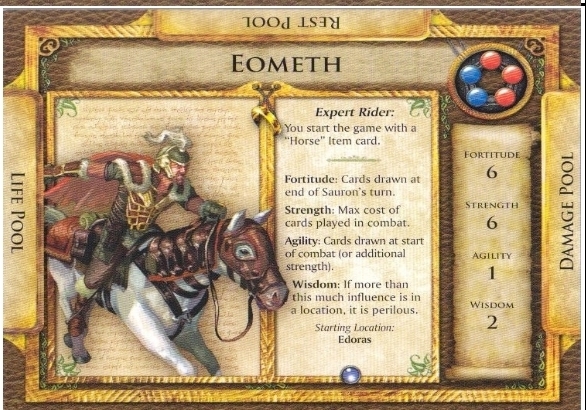 REST POOL
EOMETH
LIFE POOL
Expert Rider:
You start the game with a
"Horse" Item card.
Fortitude: Cards drawn at
end of Sauron's turn.
Strength: Max cost of
cards played in combat.
Agility: Cards drawn at start
of combat (or additional
strength).
Wisdom: If more than
this much influence is in
a location, it is perilous.
Starting Location:
Edoras
FORTITUDE
6
STRENGTH
6
AGILITY
1
WISDOM
2
DAMAGE POOL